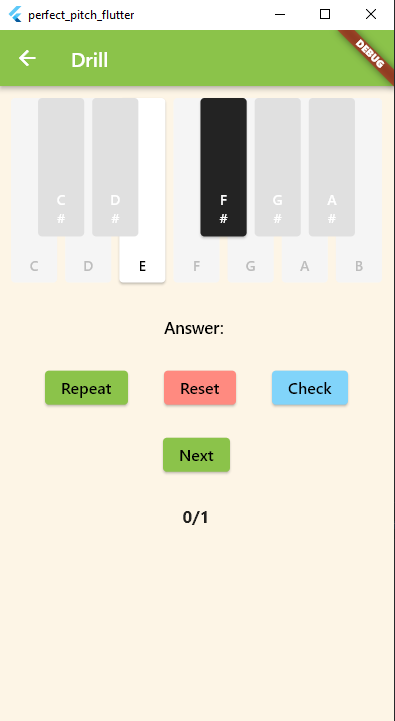 perfect_pitch_flutter
Drill
DEBUG
C D F G A
# # # # #
C D E F G A B
Answer:
Repeat Reset Check
Next
0/1